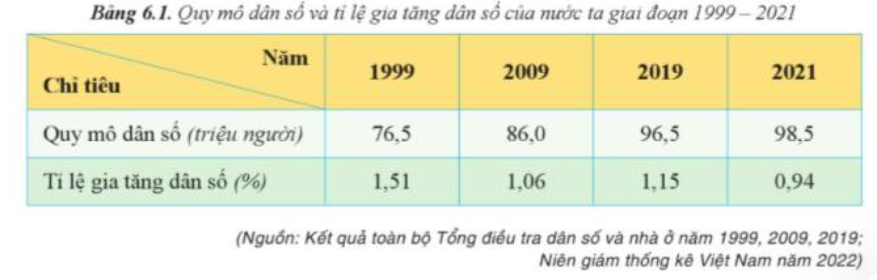 Bảng 6.1. Quy mô dân số và tỉ lệ gia tăng dân số của nước ta giai đoạn 1999 – 2021
Năm
Chỉ tiêu
1999 2009 2019 2021
Quy mô dân số (triệu người) 76,5 86,0 96,5 98,5
Tỉ lệ gia tăng dân số (%) 1,51 1,06 1,15 0,94
(Nguồn: Kết quả toàn bộ Tổng điều tra dân số và nhà ở năm 1999, 2009, 2019;
Niên giám thống kê Việt Nam năm 2022)